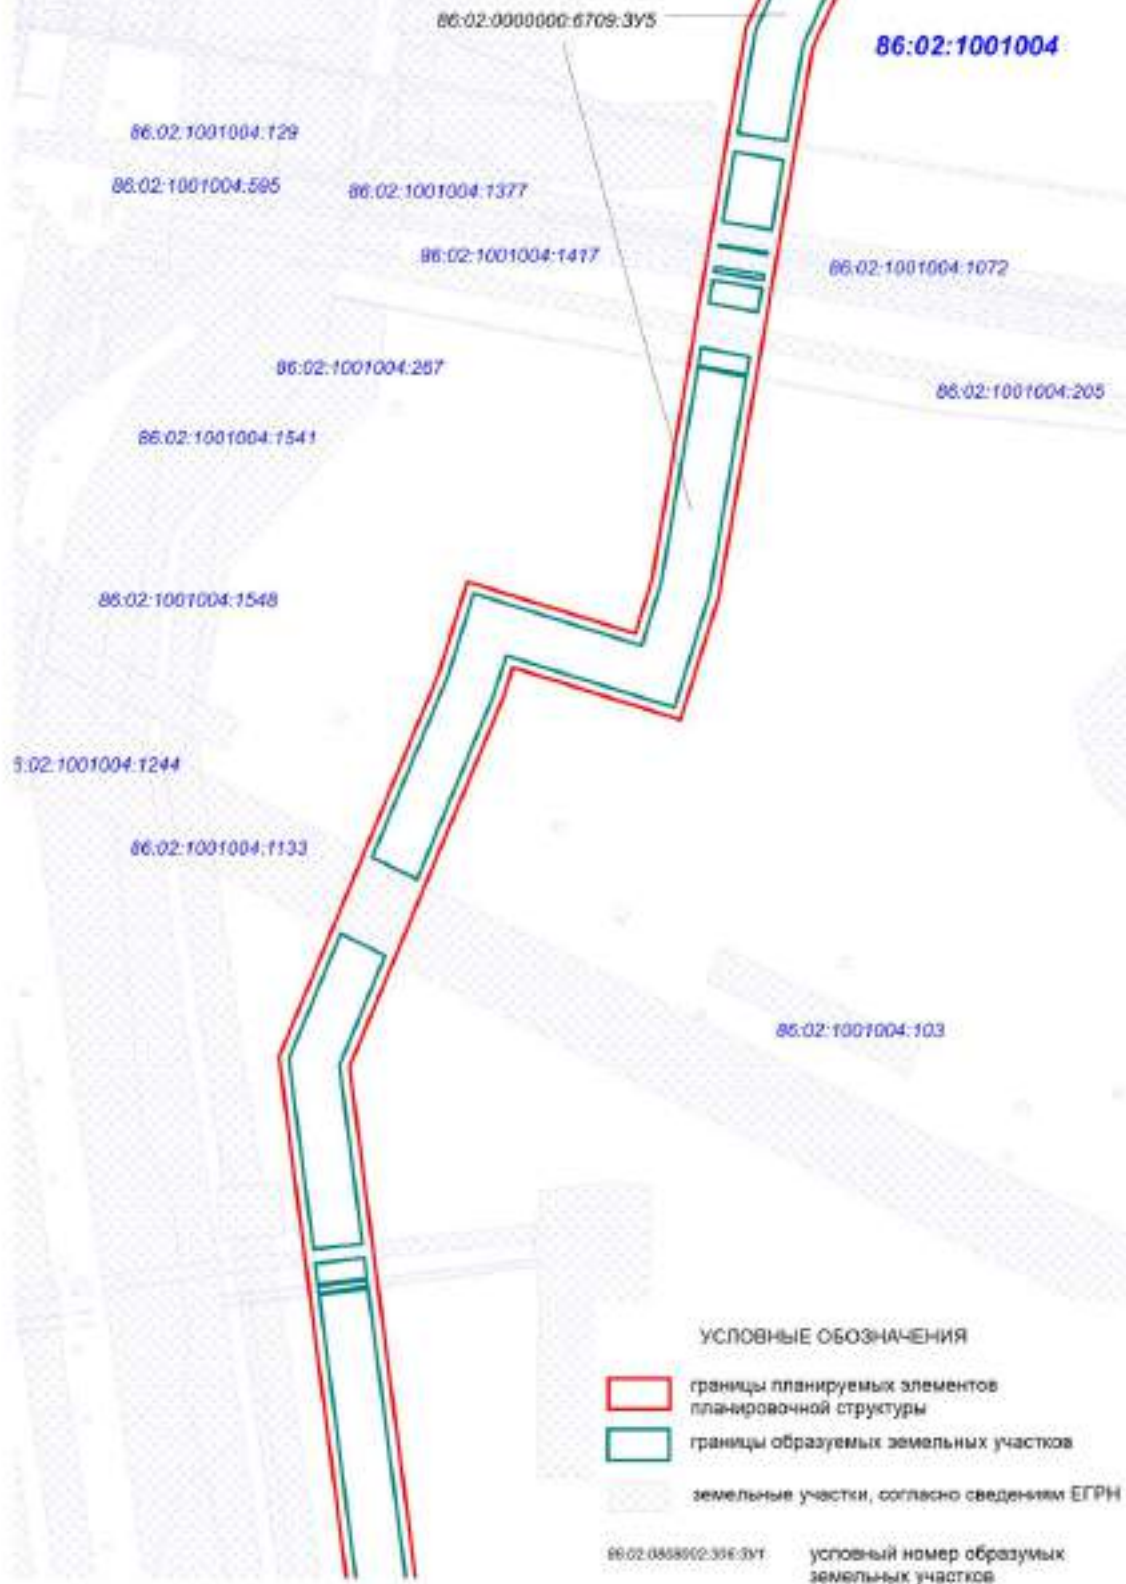 86:02:0000000:6709:ЗУ5
86:02:1001004
86:02:1001004:129
86:02:1001004:595
86:02:1001004:1377
86:02:1001004:1417
86:02:1001004:1072
86:02:1001004:267
86:02:1001004:205
86:02:1001004:1541
86:02:1001004:1548
:02:1001004:1244
86:02:1001004:1133
86:02:1001004:103
УСЛОВНЫЕ ОБОЗНАЧЕНИЯ
границы планируемых элементов
планировочной структуры
границы образуемых земельных участков
земельные участки, согласно сведениям ЕГРН
условный номер образумых
земельных участков